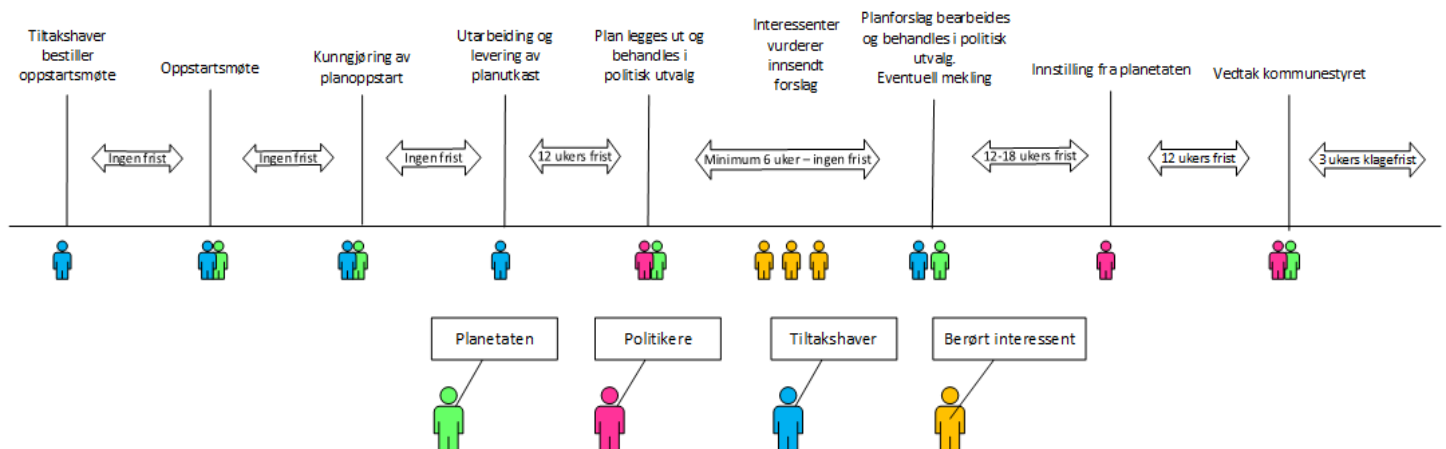 Tiltakshaver
bestiller
oppstartsmøte
Oppstartsmøte
Kunngjøring av
planoppstart
Utarbeiding og
levering av
planutkast
Plan legges ut og
behandles i
politisk utvalg
Interessenter
vurderer
innsendt
forslag
Planforslag bearbeides
og behandles i politisk
utvalg.
Eventuell mekling
Innstilling fra planetaten
Vedtak kommunestyret
Ingen frist
Ingen frist
Ingen frist
12 ukers frist
Minimum 6 uker – ingen frist
12-18 ukers frist
12 ukers frist
3 ukers klagefrist
Planetaten
Politikere
Tiltakshaver
Berørt interessent